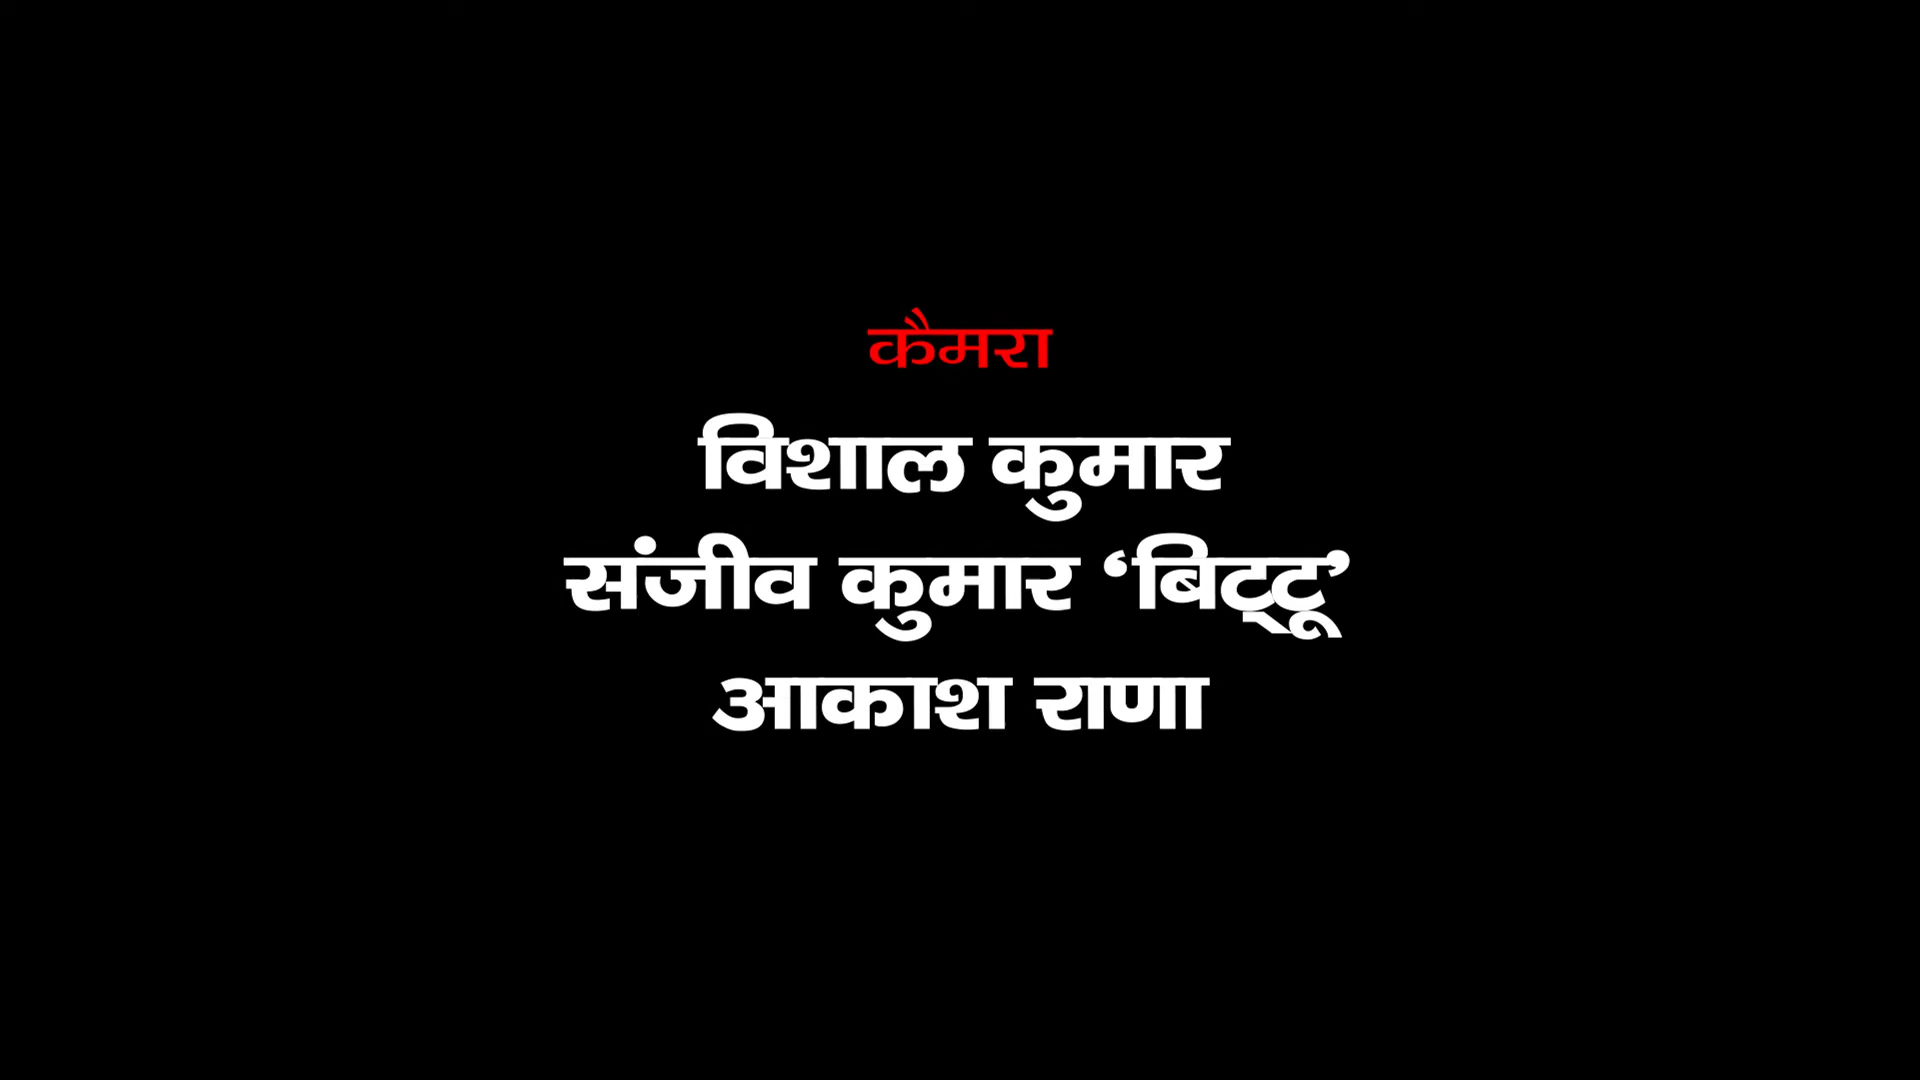 कैमरा
विशाल कुमार
संजीव कुमार ‘बिट्टू’
आकाश राणा